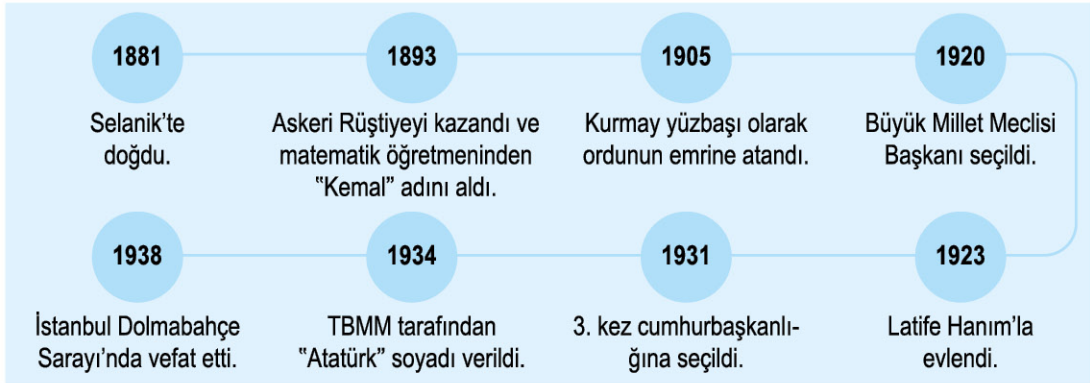 1881
Selanik’te
doğdu.
1893
Askeri Rüştiyeyi kazandı ve
matematik öğretmeninden
"Kemal" adını aldı.
1905
Kurmay yüzbaşı olarak
ordunun emrine atandı.
1920
Büyük Millet Meclisi
Başkanı seçildi.
1923
Latife Hanım’la
evlendi.
1931
3. kez cumhurbaşkanlı-
ğına seçildi.
1934
TBMM tarafından
"Atatürk" soyadı verildi.
1938
İstanbul Dolmabahçe
Sarayı’nda vefat etti.